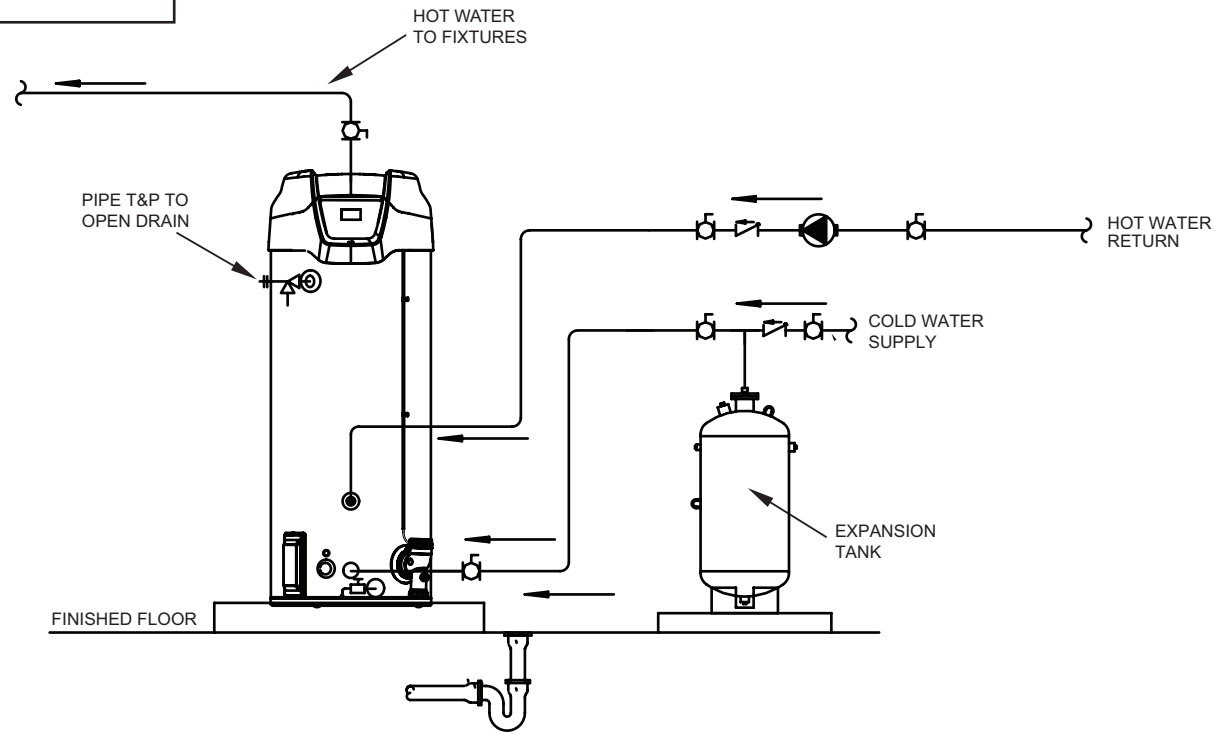 HOT WATER
TO FIXTURES
PIPE T&P TO
OPEN DRAIN
HOT WATER
RETURN
COLD WATER
SUPPLY
EXPANSION
TANK
FINISHED FLOOR